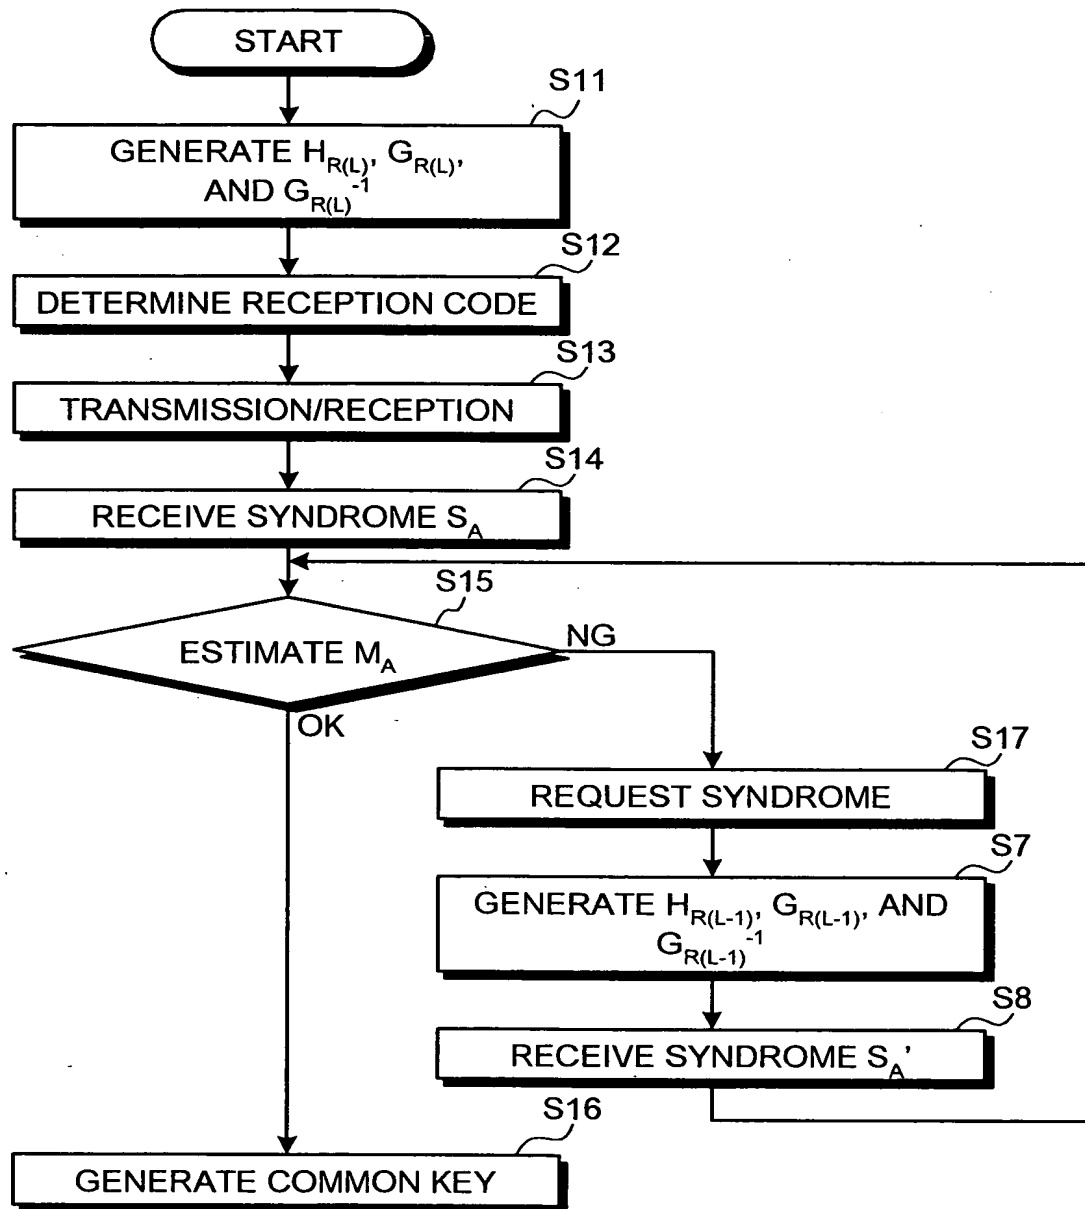 START
S11
GENERATE H_R(L), G_R(L),
AND G_R(L)^-1
S12
DETERMINE RECEPTION CODE
S13
TRANSMISSION/RECEPTION
S14
RECEIVE SYNDROME S_A
S15
ESTIMATE M_A
NG
OK
S17
REQUEST SYNDROME
S7
GENERATE H_R(L-1), G_R(L-1), AND
G_R(L-1)^-1
S8
RECEIVE SYNDROME S_A'
S16
GENERATE COMMON KEY